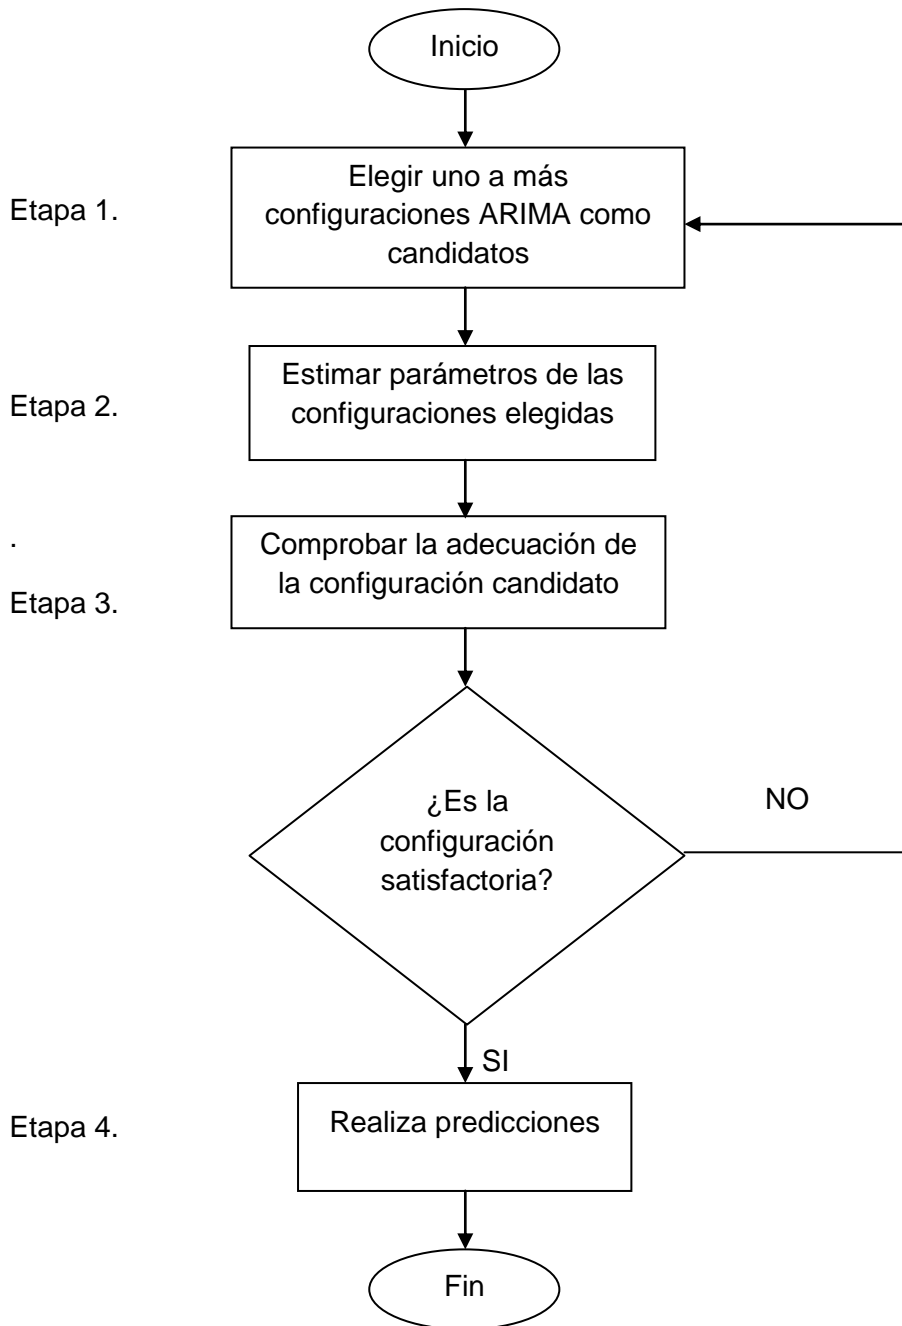 Inicio
Etapa 1.
Elegir uno a más
configuraciones ARIMA como
candidatos
Etapa 2.
Estimar parámetros de las
configuraciones elegidas
.
Etapa 3.
Comprobar la adecuación de
la configuración candidato
¿Es la
configuración
satisfactoria?
NO
SI
Etapa 4.
Realiza predicciones
Fin